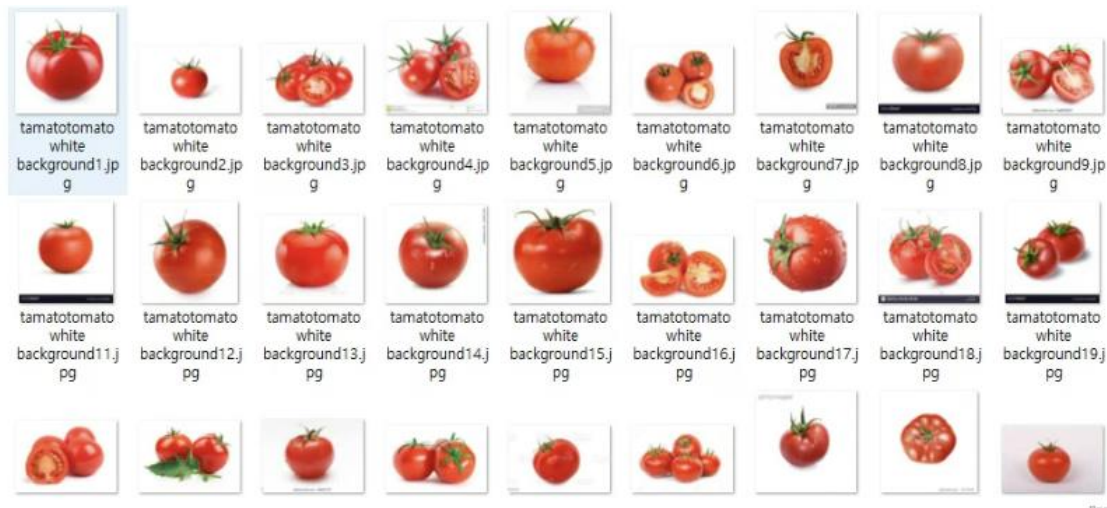 tamatotomato tamatotomato tamatotomato tamatotomato tamatotomato tamatotomato tamatotomato tamatotomato tamatotomato
white white white white white white white white white
background1.jp background2.jp background3.jp background4.jp background5.jp background6.jp background7.jp background8.jp background9.jp
g g g g g g g g g
tamatotomato tamatotomato tamatotomato tamatotomato tamatotomato tamatotomato tamatotomato tamatotomato tamatotomato
white white white white white white white white white
background11.j background12.j background13.j background14.j background15.j background16.j background17.j background18.j background19.j
pg pg pg pg pg pg pg pg pg